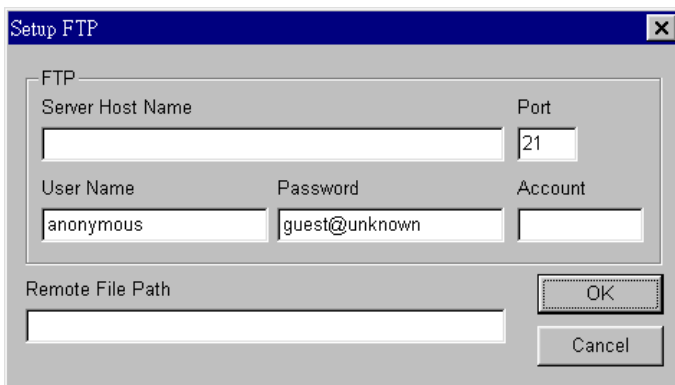 Setup FTP
FTP
Server Host Name Port
21
User Name Password Account
anonymous guest@unknown
Remote File Path
OK
Cancel